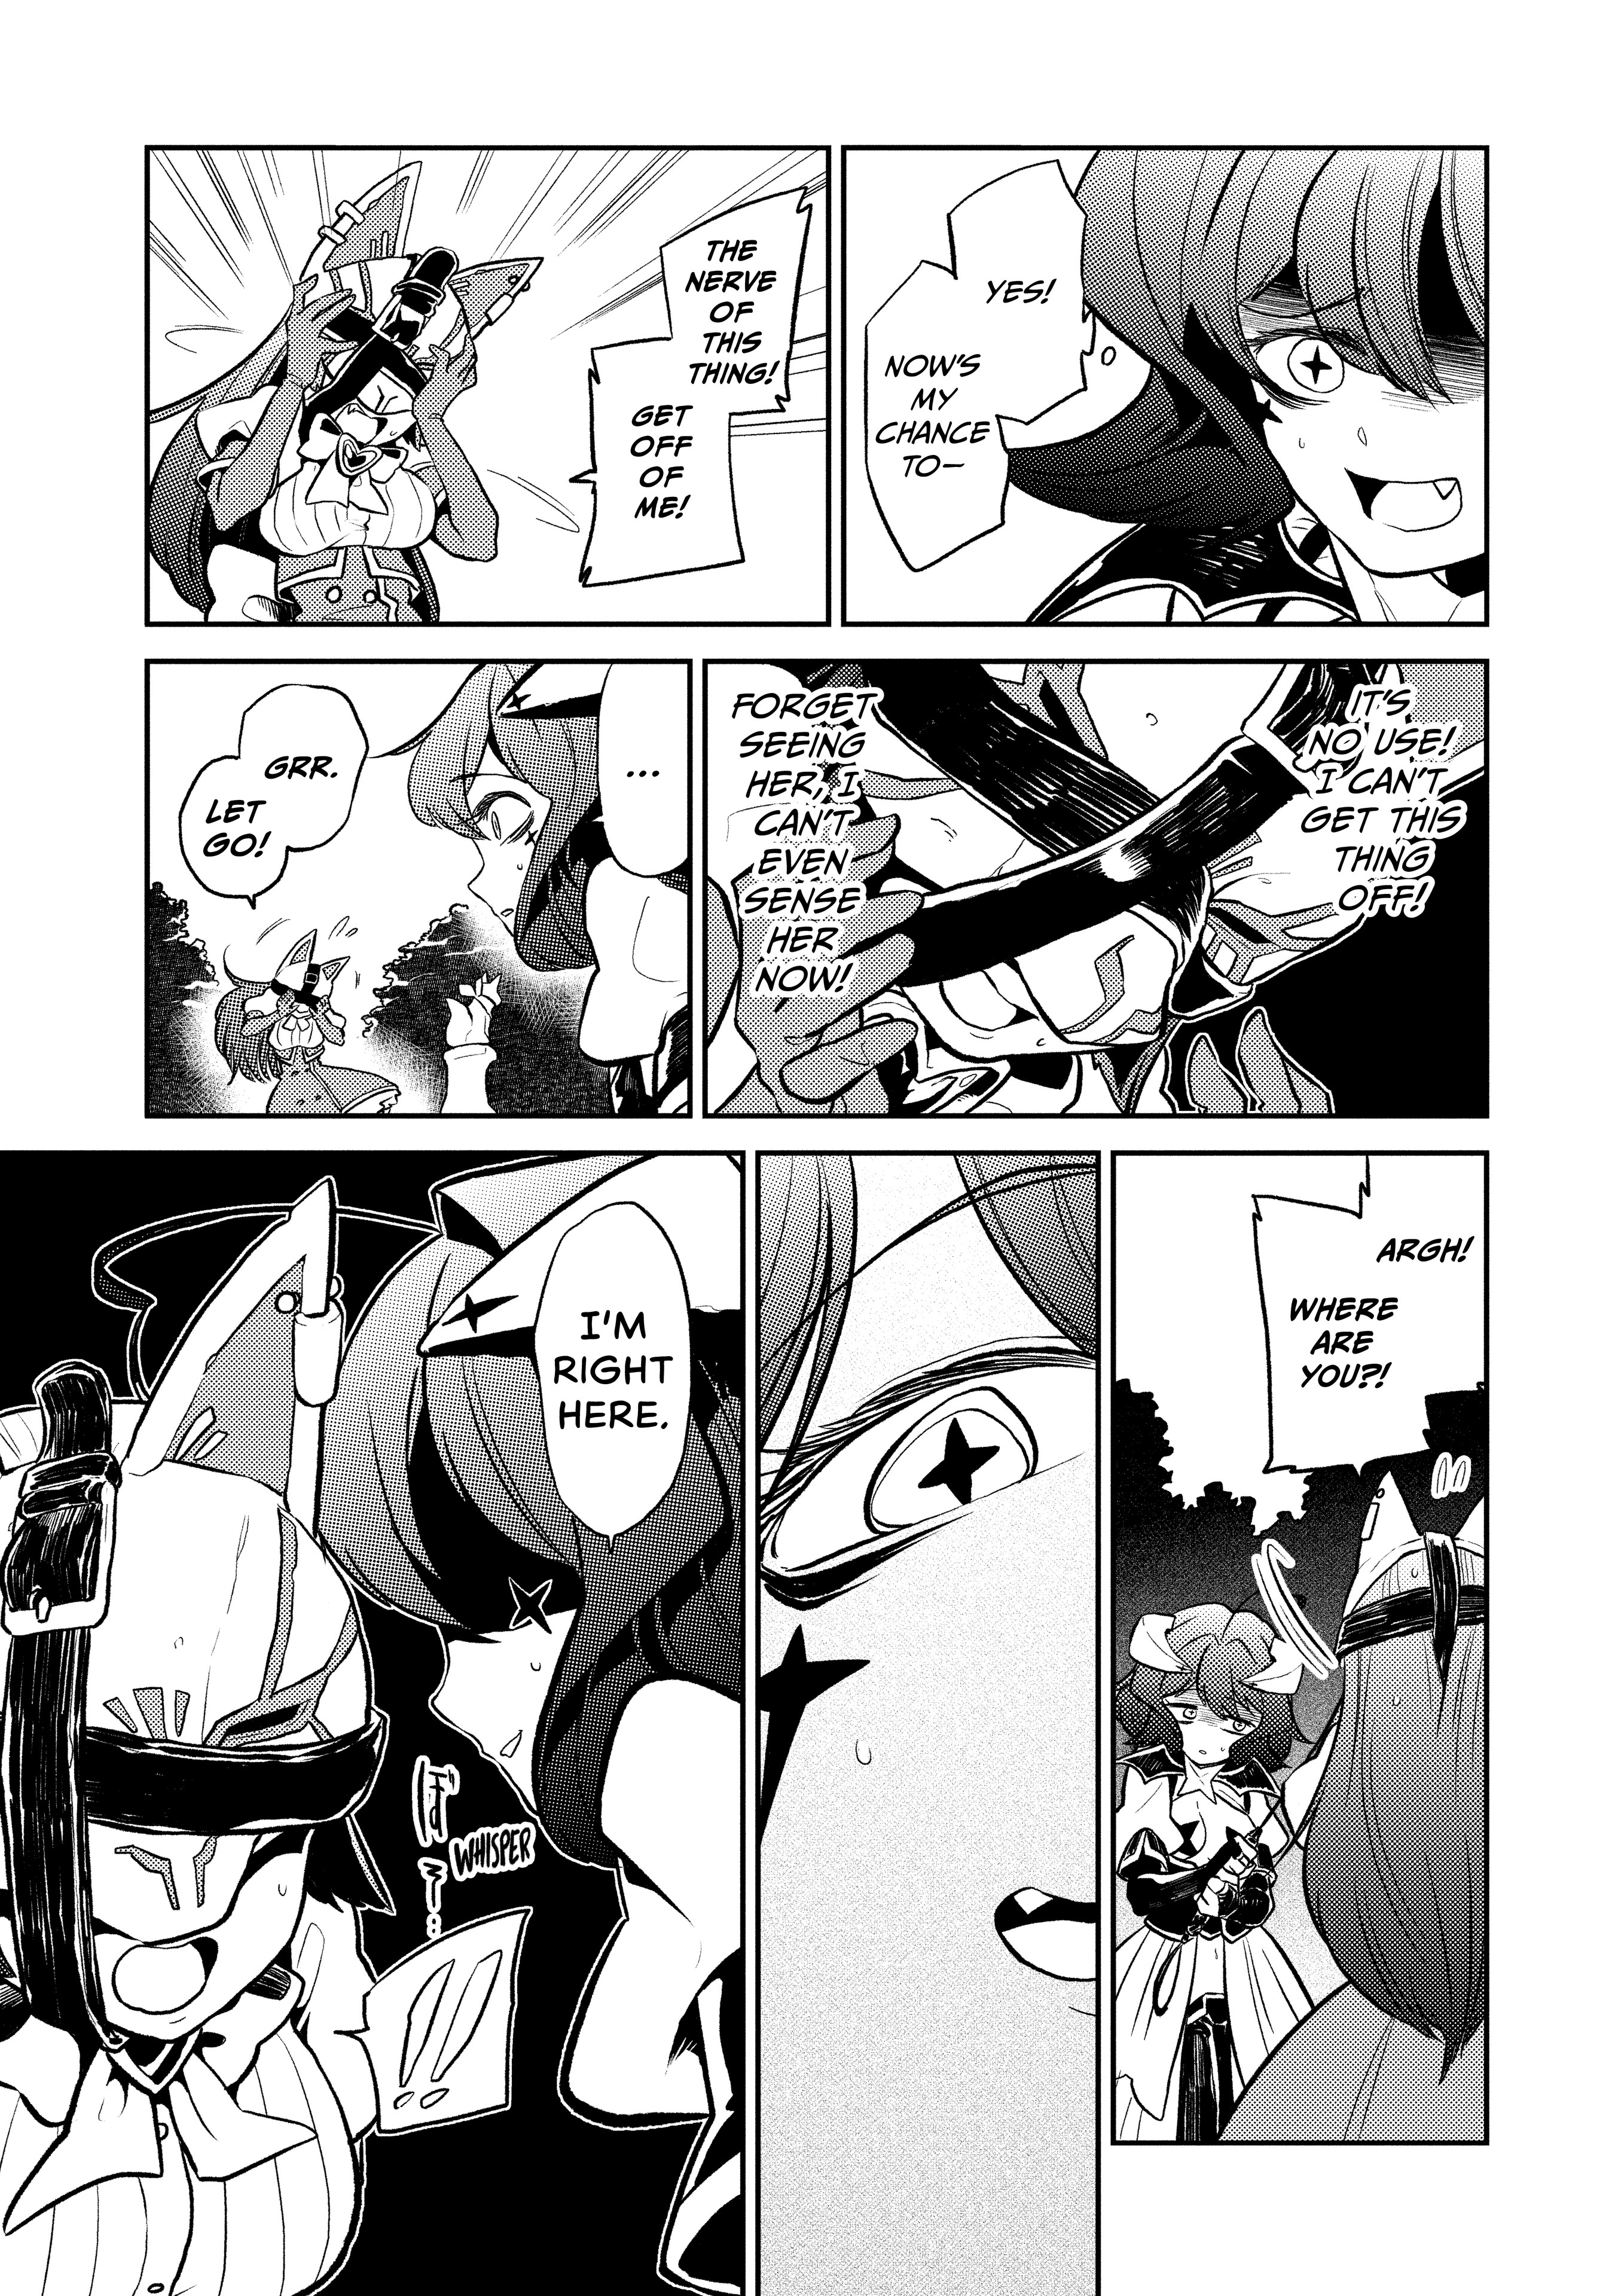 YES!
NOW'S
MY
CHANCE
TO—
THE
NERVE
OF
THIS
THING!
GET
OFF
OF
ME!
IT'S
NO USE!
I CAN'T
GET THIS
THING
OFF!
FORGET
SEEING
HER, I
CAN'T
EVEN
SENSE
HER
NOW!
...
GRR.
LET
GO!
ARGH!
WHERE
ARE
YOU?!
I'M
RIGHT
HERE.
ぼそ…
WHISPER
!!